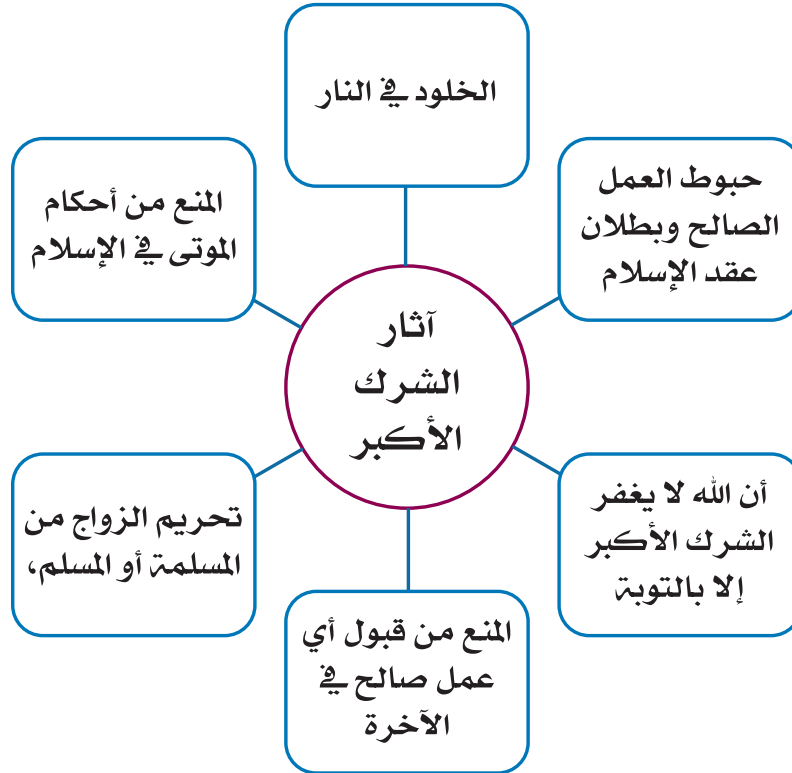 الخلود في النار
حبوط العمل
الصالح وبطلان
عقد الإسلام
المنع من أحكام
الموتى في الإسلام
آثار
الشرك
الأكبر
أن الله لا يغفر
الشرك الأكبر
إلا بالتوبة
تحريم الزواج من
المسلمة أو المسلم،
المنع من قبول أي
عمل صالح في
الآخرة